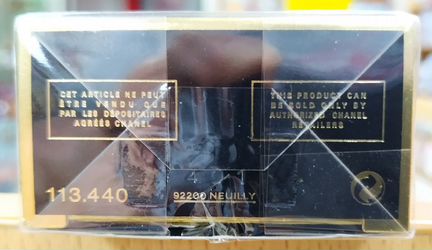 CET ARTICLE NE PEUT
ÊTRE VENDU QUE
PAR LES DÉPOSITAIRES
AGRÉÉS CHANEL
THIS PRODUCT CAN
BE SOLD ONLY BY
AUTHORIZED CHANEL
RETAILERS
113.440
92200 NEUILLY